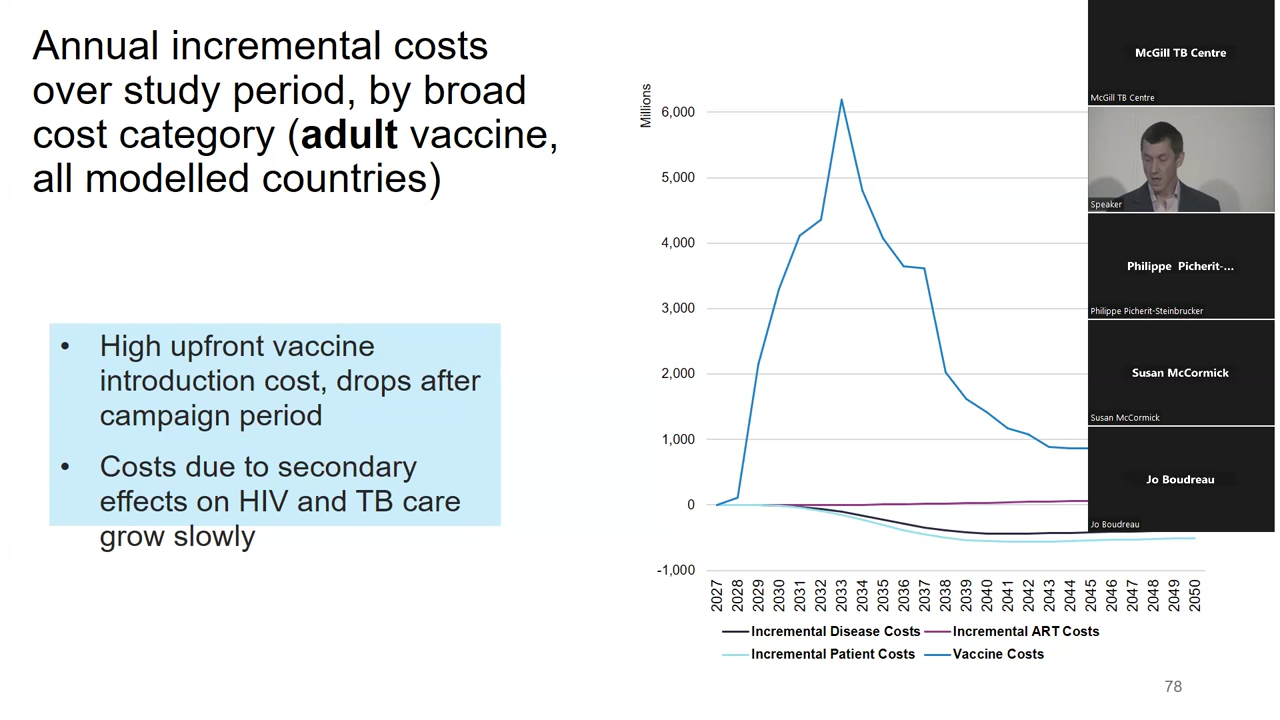 Annual incremental costs
over study period, by broad
cost category (adult vaccine,
all modelled countries)
• High upfront vaccine
introduction cost, drops after
campaign period
• Costs due to secondary
effects on HIV and TB care
grow slowly
Millions
6,000
5,000
4,000
3,000
2,000
1,000
0
-1,000
2027 2028 2029 2030 2031 2032 2033 2034 2035 2036 2037 2038 2039 2040 2041 2042 2043 2044 2045 2046 2047 2048 2049 2050
Incremental Disease Costs Incremental ART Costs
Incremental Patient Costs Vaccine Costs
78
McGill TB Centre
McGill TB Centre
Speaker
Philippe Picherit-...
Philippe Picherit-Steinbrucker
Susan McCormick
Susan McCormick
Jo Boudreau
Jo Boudreau